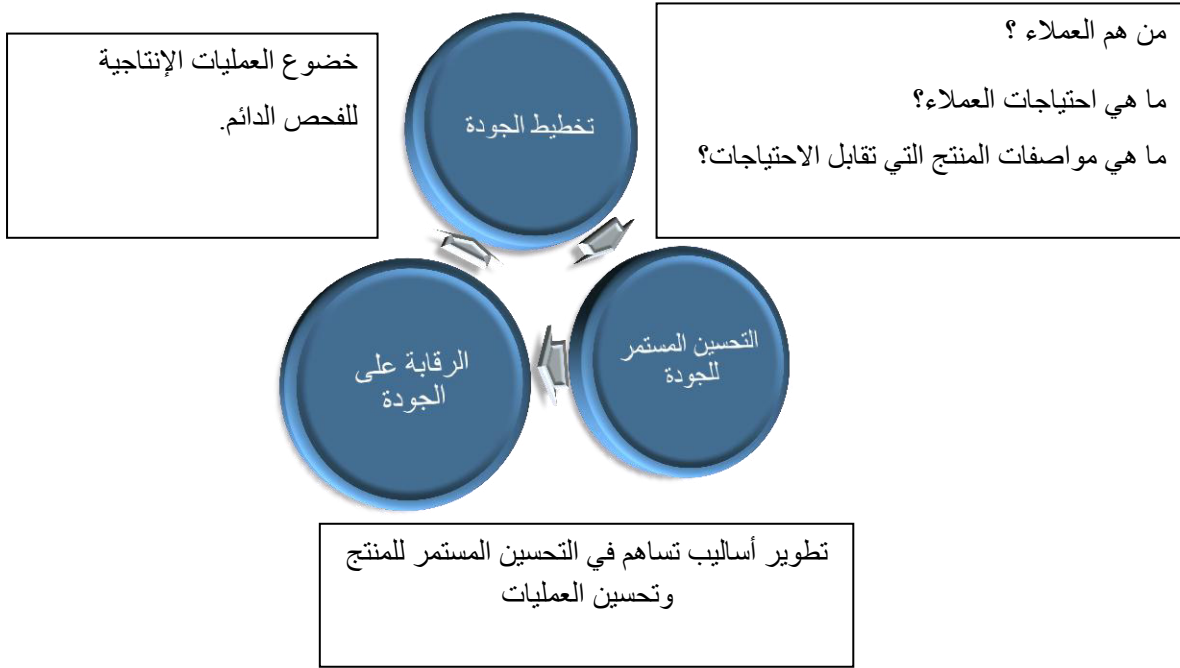 من هم العملاء ؟
ما هي احتياجات العملاء؟
ما هي مواصفات المنتج التي تقابل الاحتياجات؟
خضوع العمليات الإنتاجية
للفحص الدائم.
تخطيط الجودة
التحسين المستمر
للجودة
الرقابة على
الجودة
تطوير أساليب تساهم في التحسين المستمر للمنتج
وتحسين العمليات